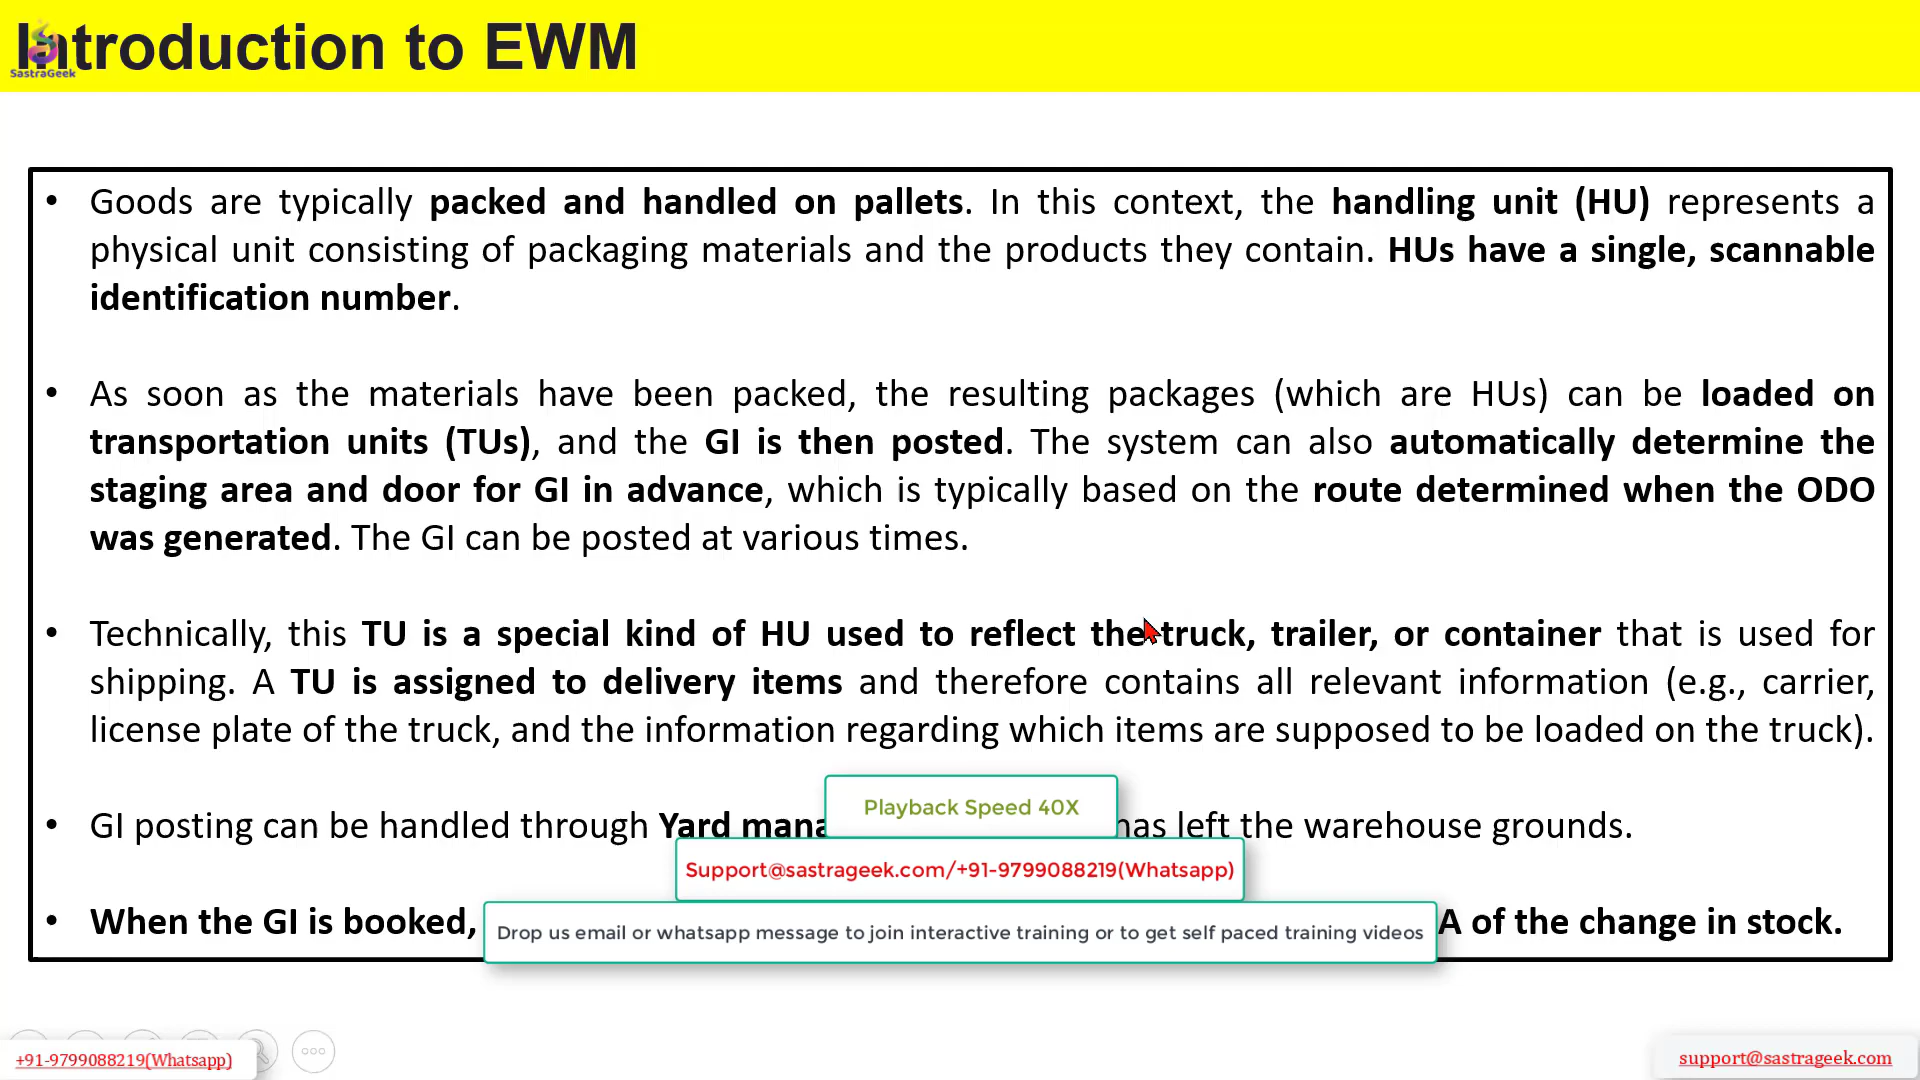 Introduction to EWM
SastraGeek
• Goods are typically packed and handled on pallets. In this context, the handling unit (HU) represents a
physical unit consisting of packaging materials and the products they contain. HUs have a single, scannable
identification number.
• As soon as the materials have been packed, the resulting packages (which are HUs) can be loaded on
transportation units (TUs), and the GI is then posted. The system can also automatically determine the
staging area and door for GI in advance, which is typically based on the route determined when the ODO
was generated. The GI can be posted at various times.
• Technically, this TU is a special kind of HU used to reflect the truck, trailer, or container that is used for
shipping. A TU is assigned to delivery items and therefore contains all relevant information (e.g., carrier,
license plate of the truck, and the information regarding which items are supposed to be loaded on the truck).
Playback Speed 40X
• GI posting can be handled through Yard mana has left the warehouse grounds.
Support@sastrageek.com/+91-9799088219(Whatsapp)
• When the GI is booked, A of the change in stock.
Drop us email or whatsapp message to join interactive training or to get self paced training videos
+91-9799088219(Whatsapp)
support@sastrageek.com